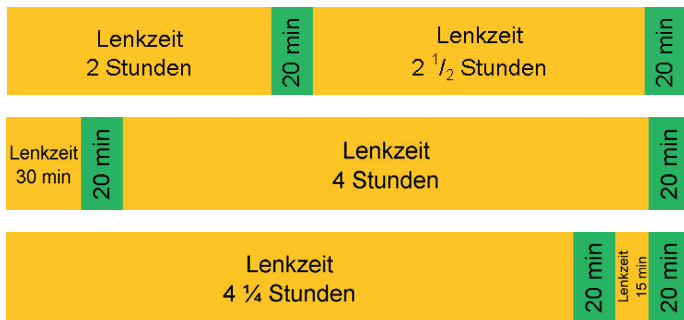 Lenkzeit
2 Stunden
20 min
Lenkzeit
2 1/2 Stunden
20 min
Lenkzeit
30 min
20 min
Lenkzeit
4 Stunden
20 min
Lenkzeit
4 ¼ Stunden
20 min
Lenkzeit
15 min
20 min